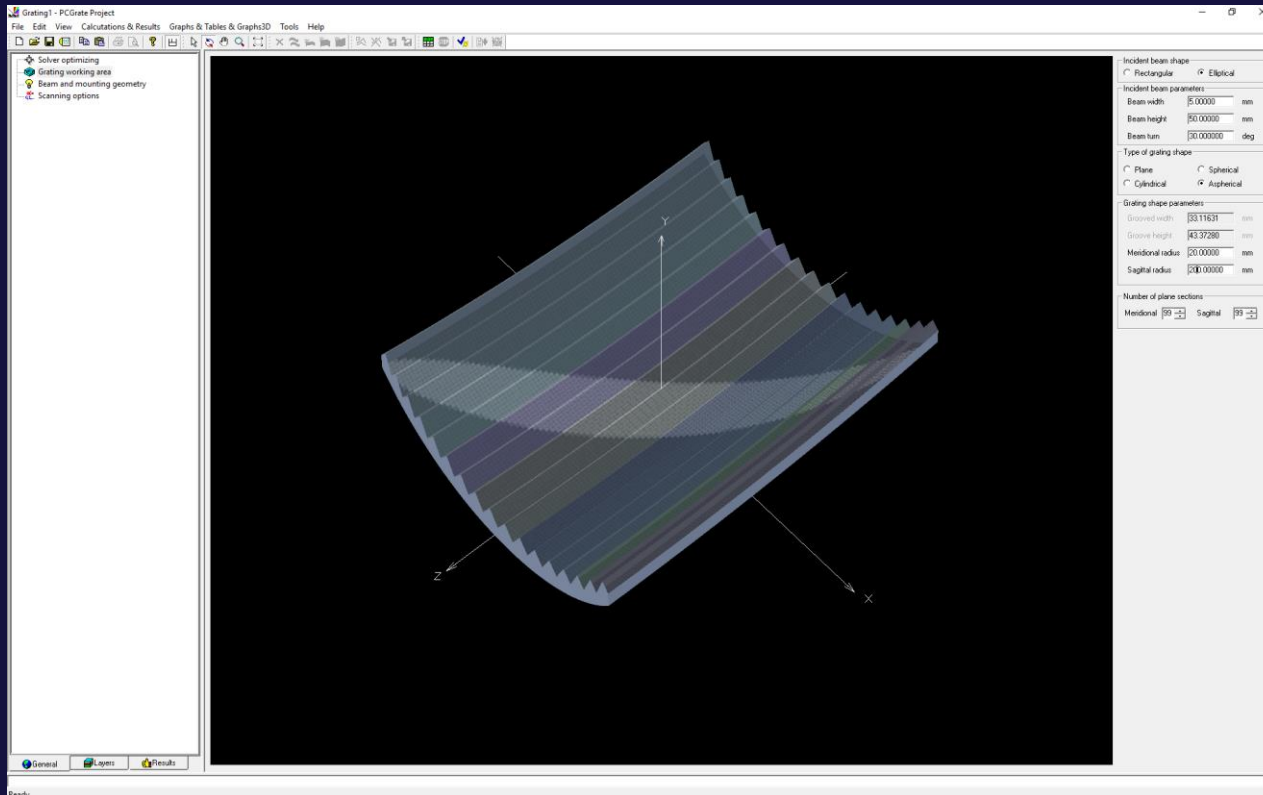 Grating1 - PCGrate Project
File Edit View Calcutations & Results Graphs & Tables & Graphs3D Tools Help
Solver optimizing
Grating working area
Beam and mounting geometry
Scanning options
Y
Z
X
Incident beam shape
Rectangular Elliptical
Incident beam parameters
Beam width 5.00000 mm
Beam height 50.00000 mm
Beam turn 30.000000 deg
Type of grating shape
Plane Spherical
Cylindrical Aspherical
Grating shape parameters
Grooved width 33.11631 mm
Groove height 43.37280 mm
Meridional radius 20.00000 mm
Sagittal radius 200.00000 mm
Number of plane sections
Meridional 99 Sagittal 99
General Layers Results
Ready